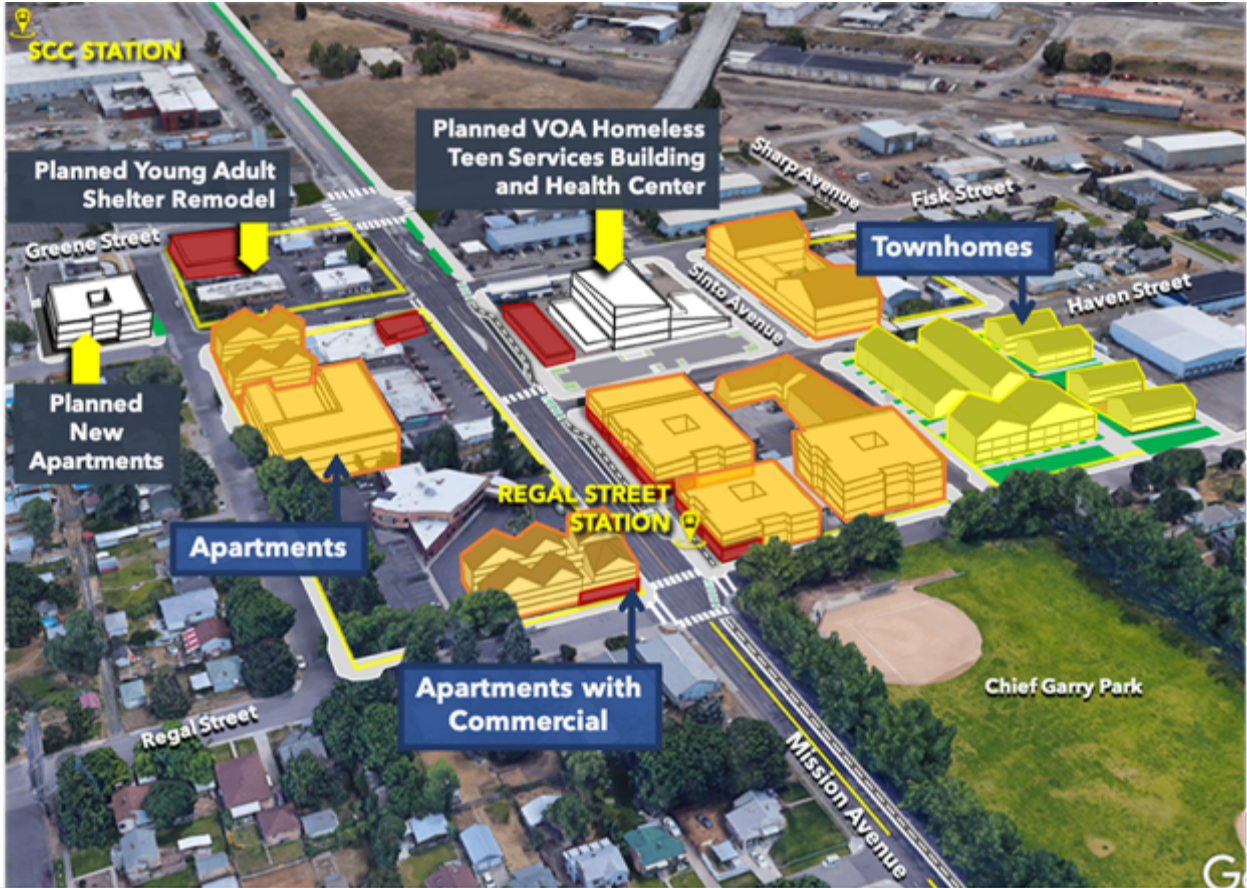 SCC STATION
Planned Young Adult
Shelter Remodel
Planned VOA Homeless
Teen Services Building
and Health Center
Sharp Avenue
Fisk Street
Greene Street
Townhomes
Sinto Avenue
Haven Street
Planned
New
Apartments
REGAL STREET
STATION
Apartments
Apartments with
Commercial
Chief Garry Park
Regal Street
Mission Avenue
Go